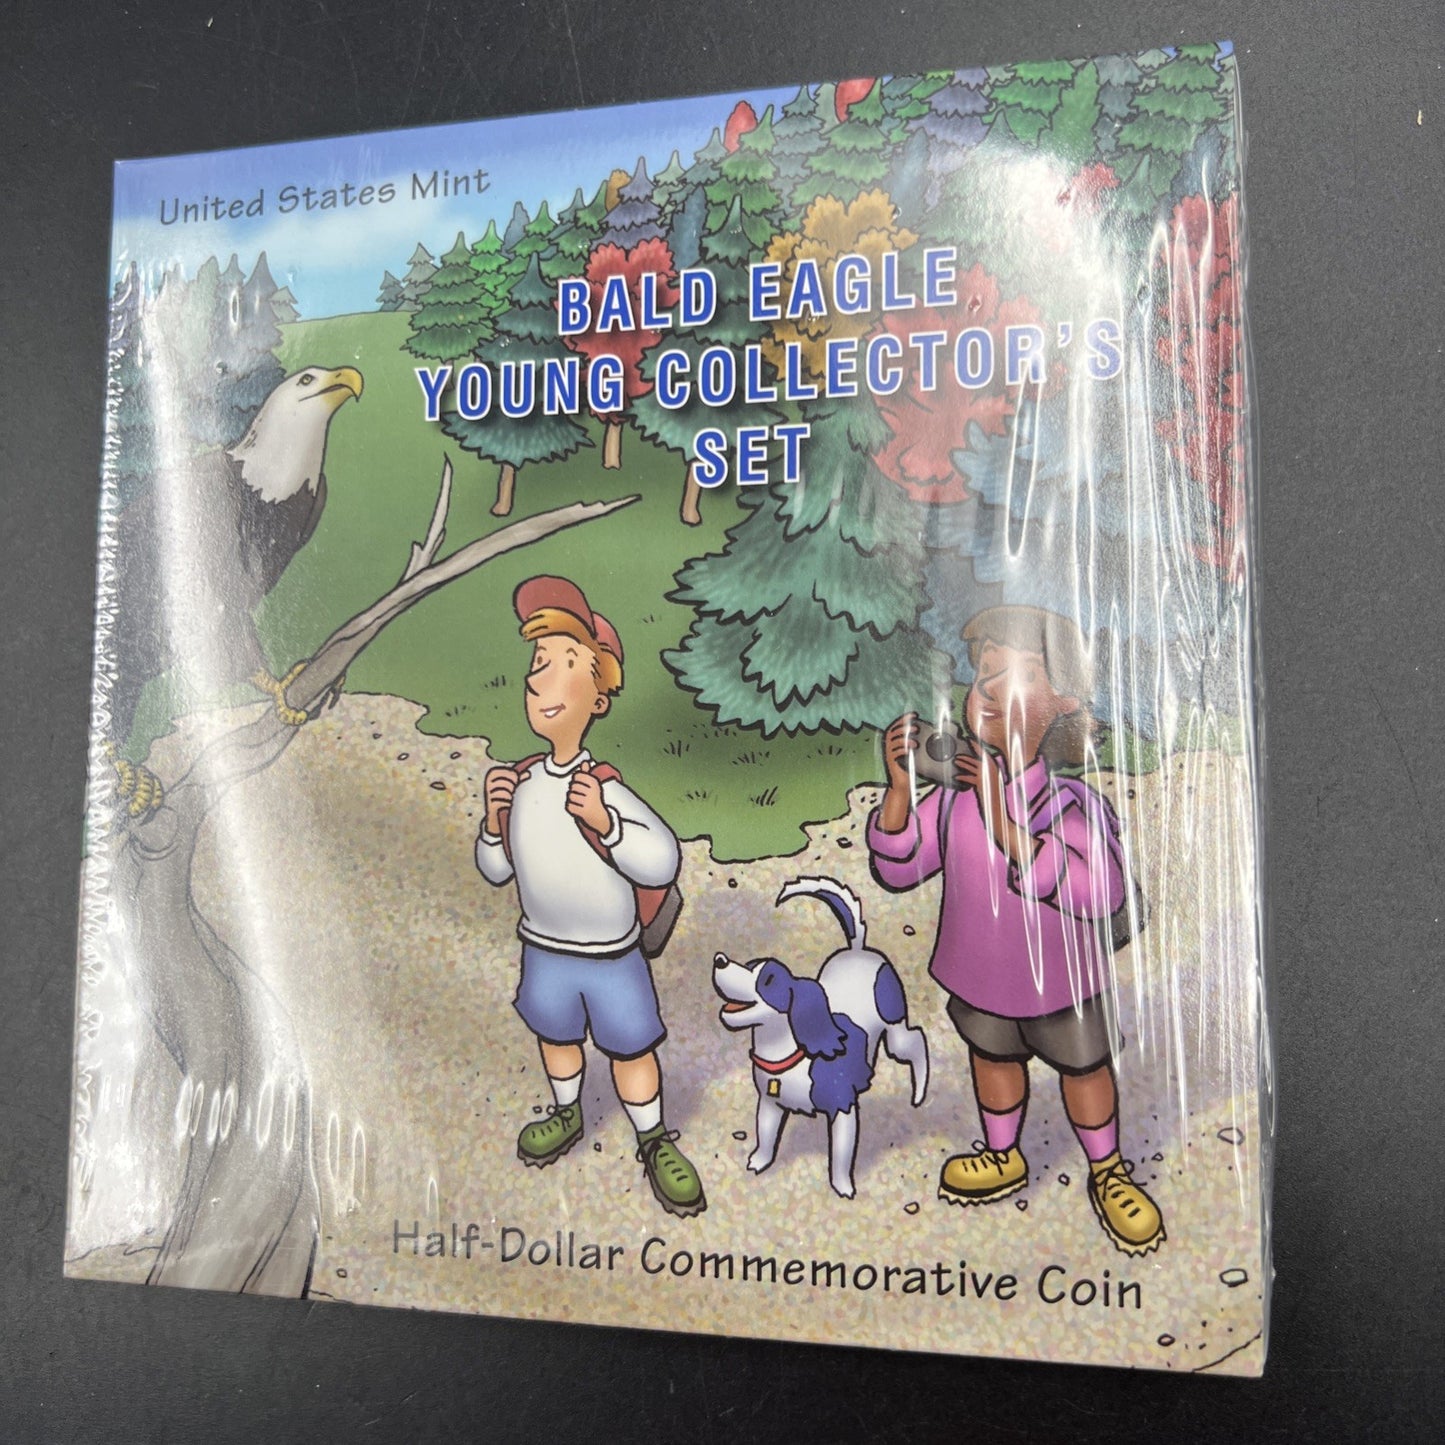 United States Mint
BALD EAGLE
YOUNG COLLECTOR'S
SET
Half-Dollar Commemorative Coin